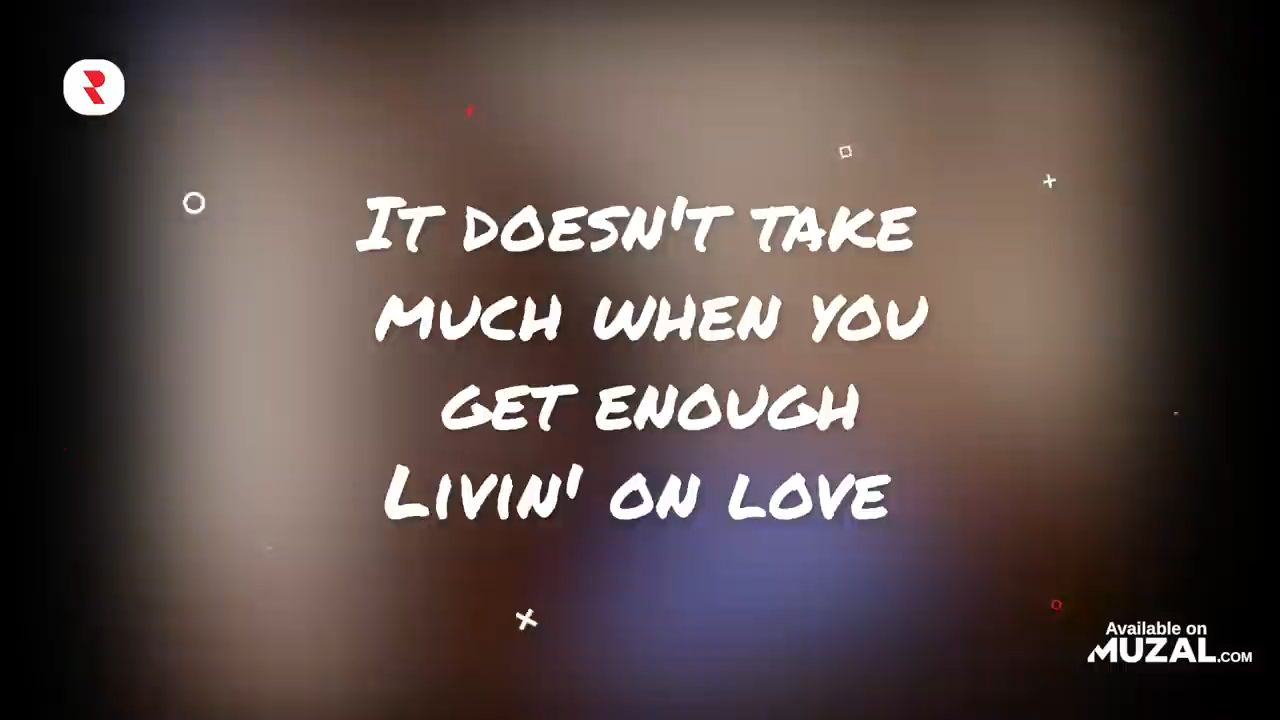 It doesn't take
much when you
get enough
Livin' on love
Available on
MUZAL.COM